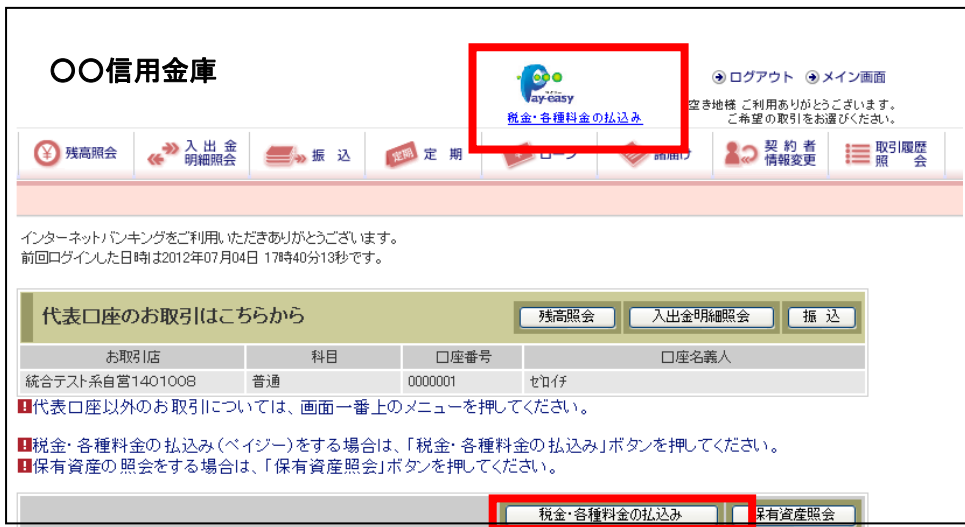 〇〇信用金庫
Pay-easy
税金・各種料金の払込み
ログアウト メイン画面
空き地様 ご利用ありがとうございます。
ご希望の取引をお選びください。
残高照会
入出金
明細照会
振込
定期 定期
ローン
諸届け
契約者
情報変更
取引履歴
照会
インターネットバンキングをご利用いただきありがとうございます。
前回ログインした日時は2012年07月04日 17時40分13秒です。
代表口座のお取引はこちらから 残高照会 入出金明細照会 振込
お取引店 科目 口座番号 口座名義人
統合テスト系自営1401008 普通 0000001 ゼロイチ
!!代表口座以外のお取引については、画面一番上のメニューを押してください。
!!税金・各種料金の払込み(ペイジー)をする場合は、「税金・各種料金の払込み」ボタンを押してください。
!!保有資産の照会をする場合は、「保有資産照会」ボタンを押してください。
税金・各種料金の払込み 保有資産照会